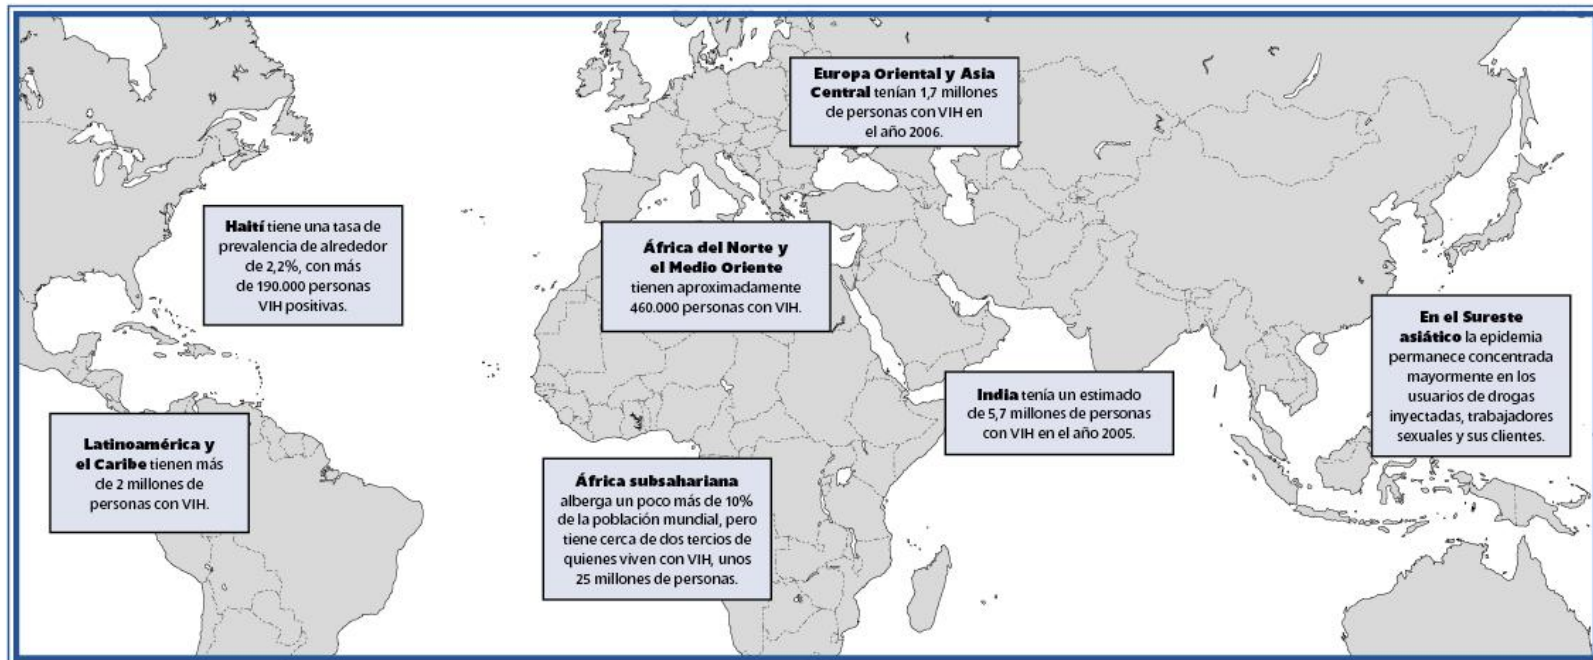 Europa Oriental y Asia
Central tenían 1,7 millones
de personas con VIH en
el año 2006.
Haití tiene una tasa de
prevalencia de alrededor
de 2,2%, con más
de 190.000 personas
VIH positivas.
África del Norte y
el Medio Oriente
tienen aproximadamente
460.000 personas con VIH.
En el Sureste
asiático la epidemia
permanece concentrada
mayormente en los
usuarios de drogas
inyectadas, trabajadores
sexuales y sus clientes.
India tenía un estimado
de 5,7 millones de personas
con VIH en el año 2005.
Latinoamérica y
el Caribe tienen más
de 2 millones de
personas con VIH.
África subsahariana
alberga un poco más de 10%
de la población mundial, pero
tiene cerca de dos tercios de
quienes viven con VIH, unos
25 millones de personas.